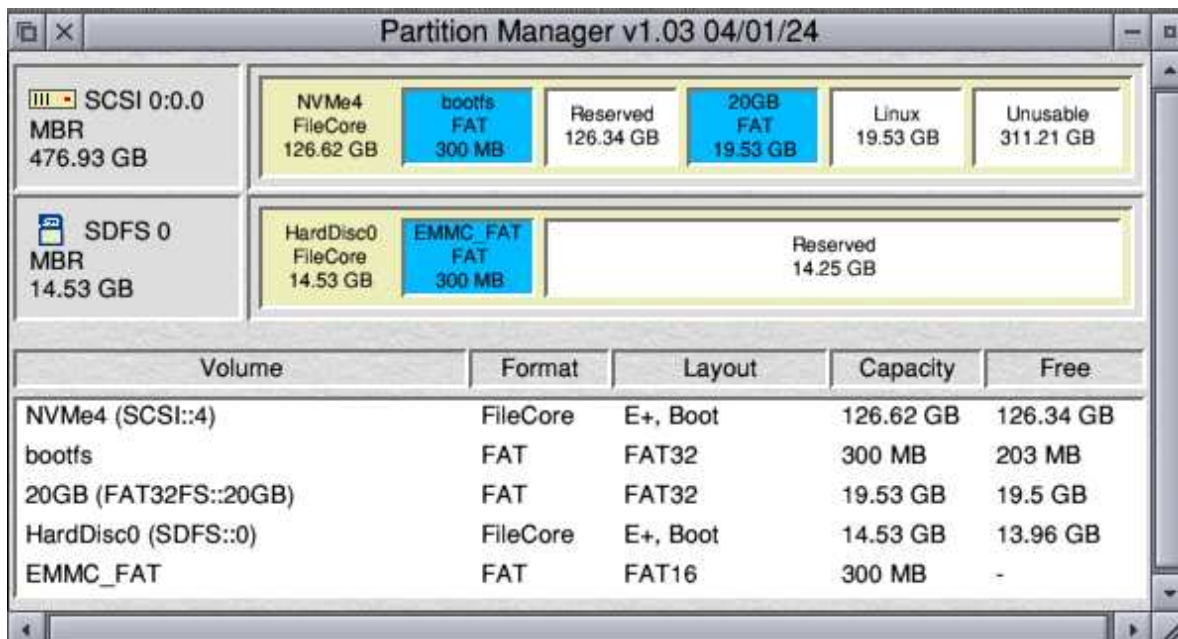 Partition Manager v1.03 04/01/24
SCSI 0:0.0
MBR
476.93 GB
NVMe4
FileCore
126.62 GB
bootfs
FAT
300 MB
Reserved
126.34 GB
20GB
FAT
19.53 GB
Linux
19.53 GB
Unusable
311.21 GB
SDFS 0
MBR
14.53 GB
HardDisc0
FileCore
14.53 GB
EMMC_FAT
FAT
300 MB
Reserved
14.25 GB
Volume Format Layout Capacity Free
NVMe4 (SCSI::4) FileCore E+, Boot 126.62 GB 126.34 GB
bootfs FAT FAT32 300 MB 203 MB
20GB (FAT32FS::20GB) FAT FAT32 19.53 GB 19.5 GB
HardDisc0 (SDFS::0) FileCore E+, Boot 14.53 GB 13.96 GB
EMMC_FAT FAT FAT16 300 MB -